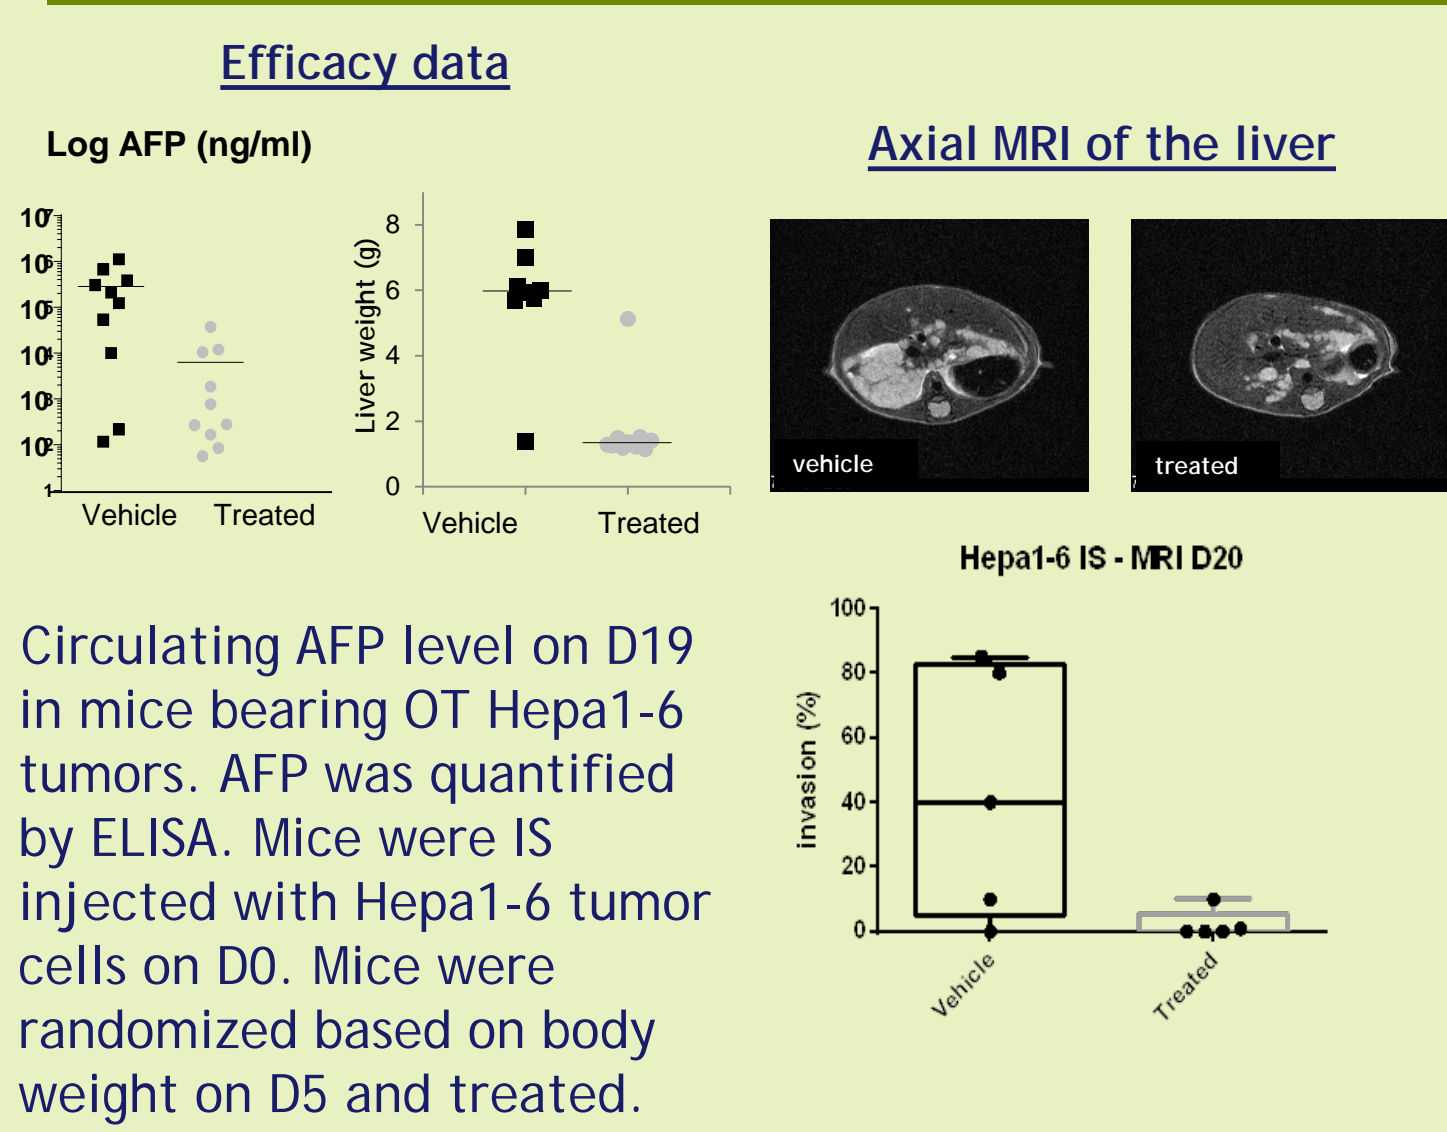 Efficacy data
Log AFP (ng/ml)
10⁷
10⁶
10⁵
10⁴
10³
10²
1
Vehicle Treated
Liver weight (g)
8
6
4
2
0
Vehicle Treated
Axial MRI of the liver
vehicle
treated
Hepa1-6 IS - MRI D20
invasion (%)
100
80
60
40
20
0
Vehicle
Treated
Circulating AFP level on D19
in mice bearing OT Hepa1-6
tumors. AFP was quantified
by ELISA. Mice were IS
injected with Hepa1-6 tumor
cells on D0. Mice were
randomized based on body
weight on D5 and treated.